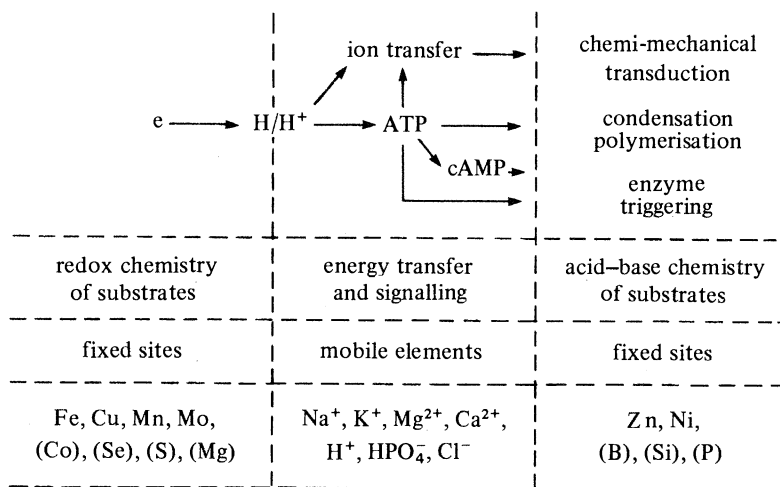 ion transfer
chemi-mechanical
transduction
e
H/H⁺
ATP
condensation
polymerisation
cAMP
enzyme
triggering
redox chemistry
of substrates
energy transfer
and signalling
acid–base chemistry
of substrates
fixed sites
mobile elements
fixed sites
Fe, Cu, Mn, Mo,
(Co), (Se), (S), (Mg)
Na⁺, K⁺, Mg²⁺, Ca²⁺,
H⁺, HPO₄⁻, Cl⁻
Zn, Ni,
(B), (Si), (P)